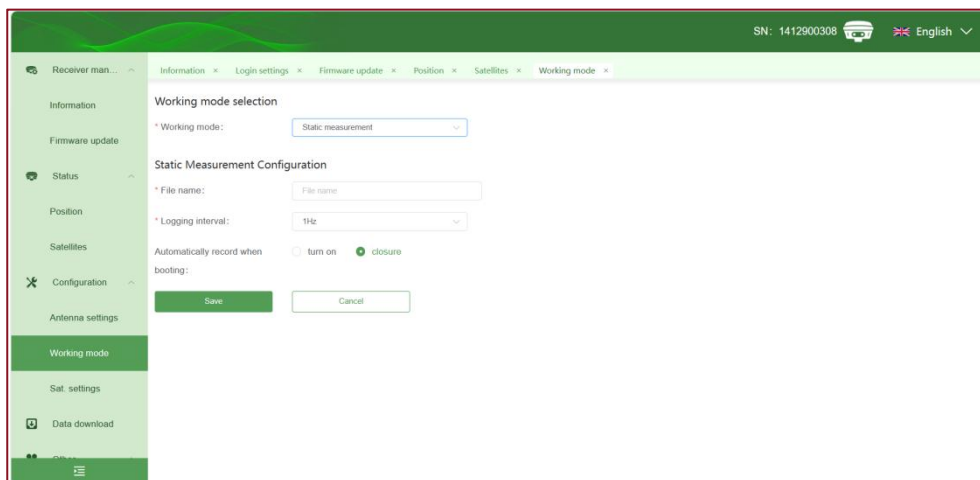 SN: 1412900308 English
Receiver man...
Information × Login settings × Firmware update × Position × Satellites × Working mode ×
Information
Firmware update
Status
Position
Satellites
Configuration
Antenna settings
Working mode
Sat. settings
Data download
Other
Working mode selection
* Working mode: Static measurement
Static Measurement Configuration
* File name: File name
* Logging interval: 1Hz
Automatically record when booting: turn on closure
Save Cancel